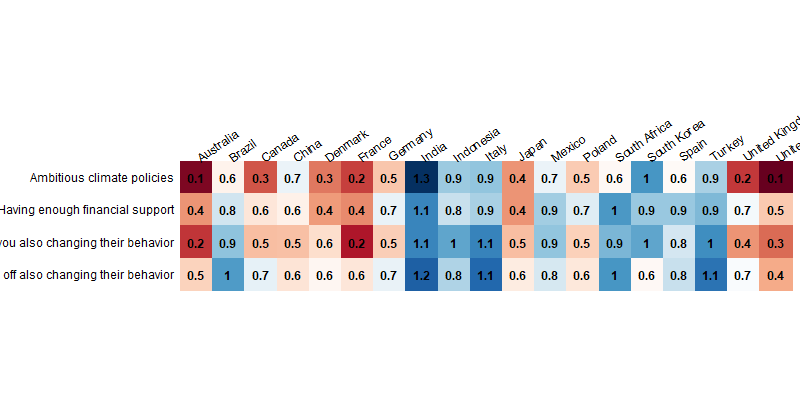 Australia Brazil Canada China Denmark France Germany India Indonesia Italy Japan Mexico Poland South Africa South Korea Spain Turkey United
Ambitious climate policies 0.1 0.6 0.3 0.7 0.3 0.2 0.5 1.3 0.9 0.9 0.4 0.7 0.5 0.6 1 0.6 0.9 0.2 0.1
Having enough financial support 0.4 0.8 0.6 0.6 0.4 0.4 0.7 1.1 0.8 0.9 0.4 0.9 0.7 1 0.9 0.9 0.9 0.7 0.5
you also changing their behavior 0.2 0.9 0.5 0.5 0.6 0.2 0.5 1.1 1 1.1 0.5 0.9 0.5 0.9 1 0.8 1 0.4 0.3
off also changing their behavior 0.5 1 0.7 0.6 0.6 0.6 0.7 1.2 0.8 1.1 0.6 0.8 0.6 1 0.6 0.8 1.1 0.7 0.4